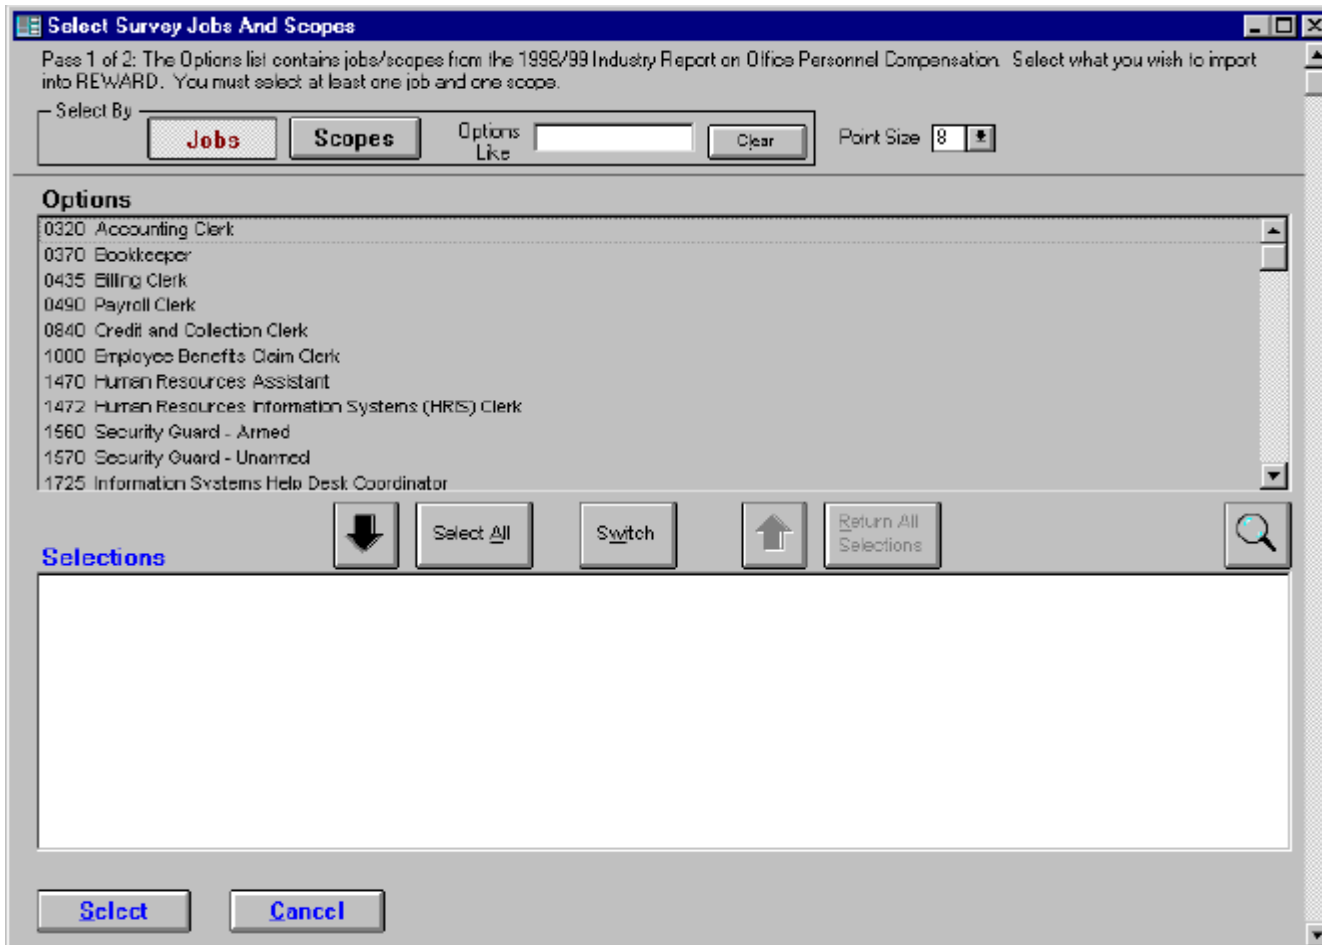 Select Survey Jobs And Scopes
Pass 1 of 2: The Options list contains jobs/scopes from the 1998/99 Industry Report on Office Personnel Compensation. Select what you wish to import
into REWARD. You must select at least one job and one scope.
Select By
Jobs
Scopes
Options
Like
Clear
Point Size
8
Options
0320 Accounting Clerk
0370 Bookkeeper
0435 Billing Clerk
0490 Payroll Clerk
0840 Credit and Collection Clerk
1000 Employee Benefits Claim Clerk
1470 Human Resources Assistant
1472 Human Resources Information Systems (HRIS) Clerk
1560 Security Guard - Armed
1570 Security Guard - Unarmed
1725 Information Systems Help Desk Coordinator
Select All
Switch
Return All
Selections
Selections
Select
Cancel